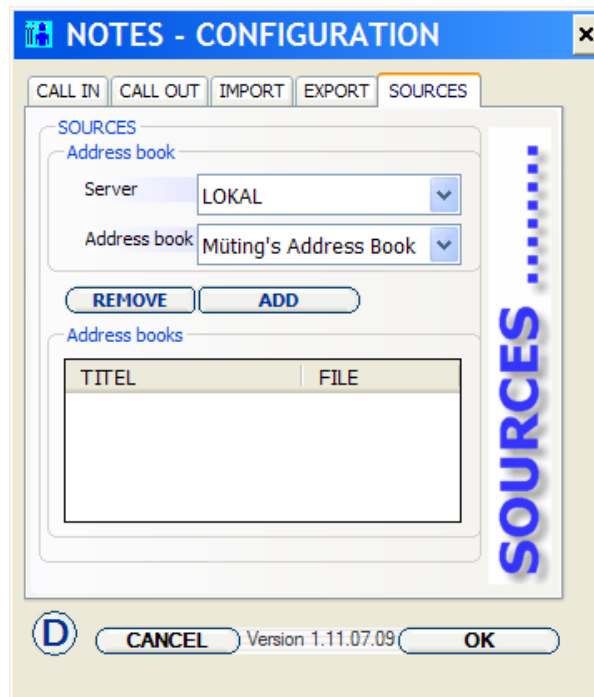 NOTES - CONFIGURATION
CALL IN CALL OUT IMPORT EXPORT SOURCES
SOURCES
Address book
Server LOKAL
Address book Müting's Address Book
REMOVE ADD
Address books
TITEL FILE
SOURCES ........
D CANCEL Version 1.11.07.09 OK